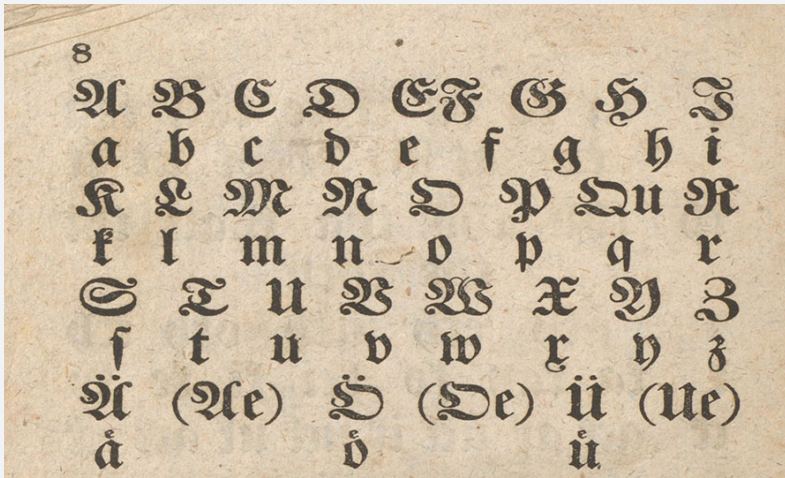 8
A B C D E F G H I
a b c d e f g h i
K L M N O P Qu R
k l m n o p q r
S T U V W X Y Z
ſ t u v w x y z
Ä (Ae) Ö (Oe) Ü (Ue)
aͤ oͤ uͤ